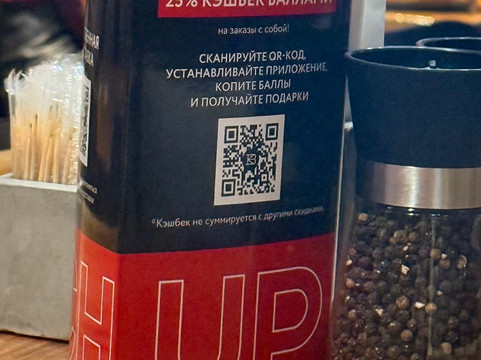 25% КЭШБЕК БАЛЛАМИ
на заказы с собой!
СКАНИРУЙТЕ QR-КОД,
УСТАНАВЛИВАЙТЕ ПРИЛОЖЕНИЕ,
КОПИТЕ БАЛЛЫ
И ПОЛУЧАЙТЕ ПОДАРКИ
*Кэшбек не суммируется с другими скидками.
UP